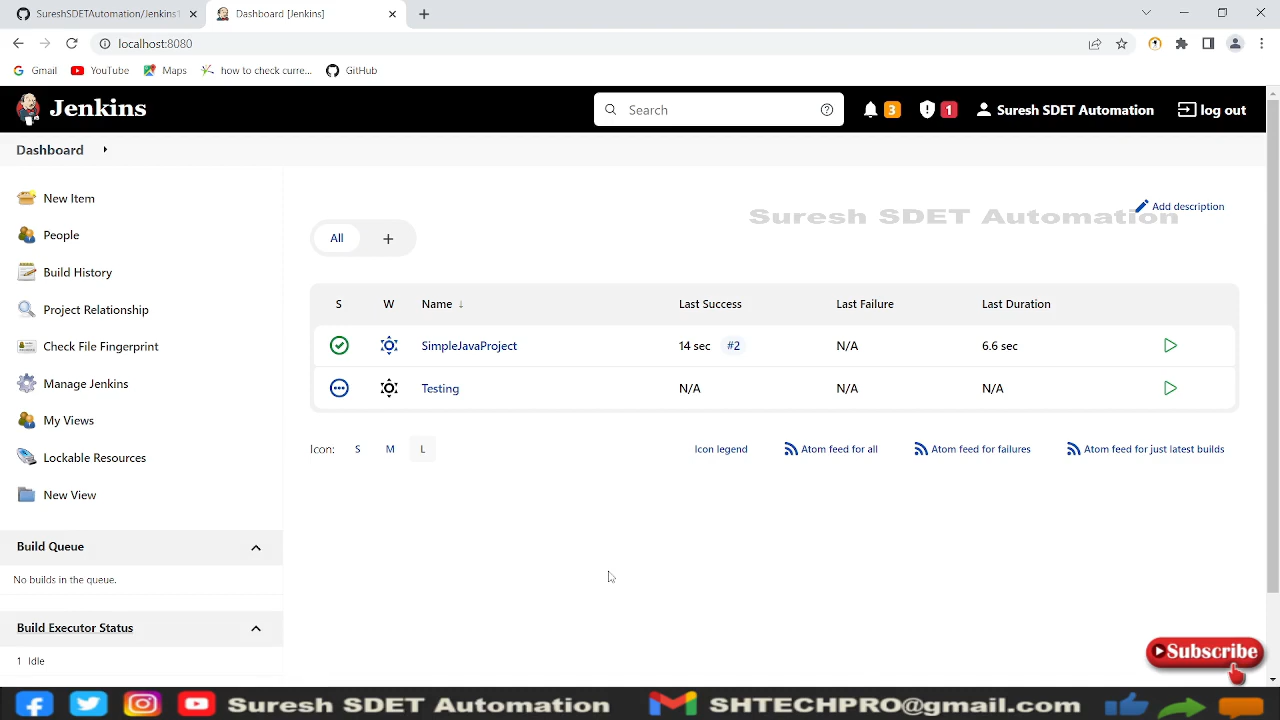 SureshSDETAutomation/Jenkins1
Dashboard [Jenkins]
localhost:8080
Gmail
YouTube
Maps
how to check curre...
GitHub
Jenkins
Search
3
1
Suresh SDET Automation
log out
Dashboard
New Item
People
Build History
Project Relationship
Check File Fingerprint
Manage Jenkins
My Views
Lockable Resources
New View
Build Queue
No builds in the queue.
Build Executor Status
1 Idle
Add description
Suresh SDET Automation
All
+
S W Name ↓ Last Success Last Failure Last Duration
SimpleJavaProject 14 sec #2 N/A 6.6 sec
Testing N/A N/A N/A
Icon: S M L
Icon legend
Atom feed for all
Atom feed for failures
Atom feed for just latest builds
Subscribe
Suresh SDET Automation
SHTECHPRO@gmail.com